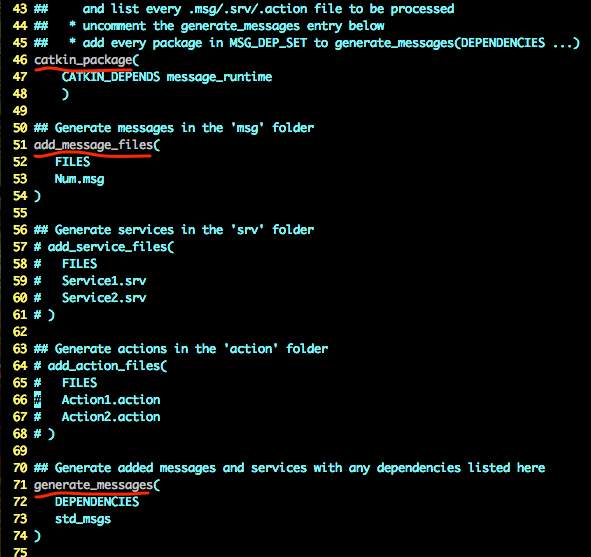 43 ##     and list every .msg/.srv/.action file to be processed
44 ##   * uncomment the generate_messages entry below
45 ##   * add every package in MSG_DEP_SET to generate_messages(DEPENDENCIES ...)
46 catkin_package(
47    CATKIN_DEPENDS message_runtime
48    )
49
50 ## Generate messages in the 'msg' folder
51 add_message_files(
52   FILES
53   Num.msg
54 )
55
56 ## Generate services in the 'srv' folder
57 # add_service_files(
58 #   FILES
59 #   Service1.srv
60 #   Service2.srv
61 # )
62
63 ## Generate actions in the 'action' folder
64 # add_action_files(
65 #   FILES
66 #   Action1.action
67 #   Action2.action
68 # )
69
70 ## Generate added messages and services with any dependencies listed here
71 generate_messages(
72   DEPENDENCIES
73   std_msgs
74 )
75